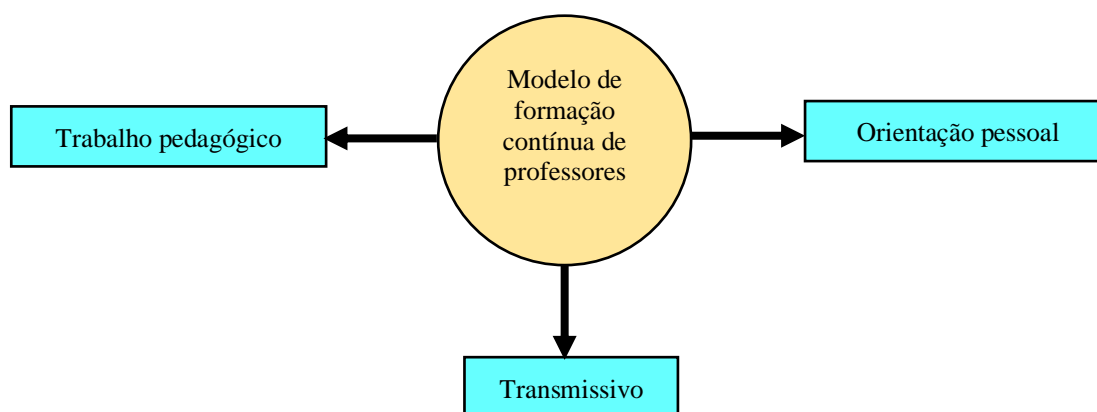 Modelo de
formação
contínua de
professores
Trabalho pedagógico
Orientação pessoal
Transmissivo